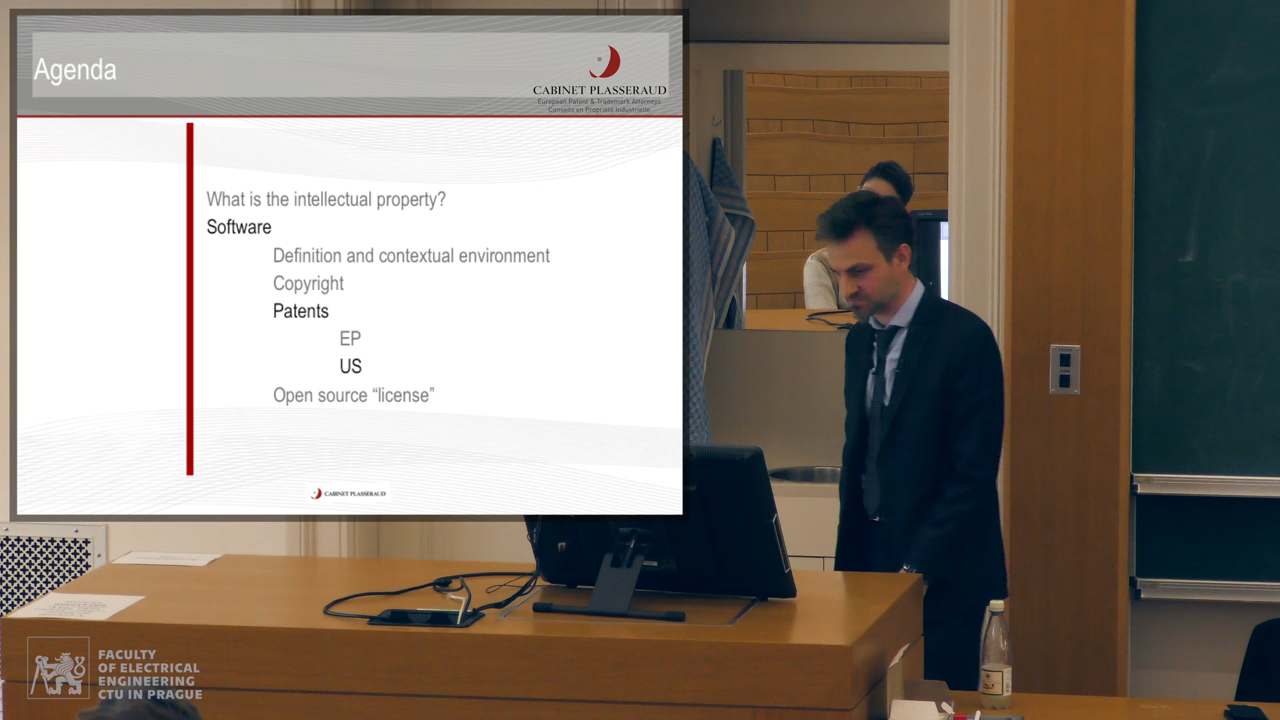 Agenda
CABINET PLASSERAUD
European Patent & Trademark Attorneys
Conseils en Propriété Industrielle
What is the intellectual property?
Software
Definition and contextual environment
Copyright
Patents
EP
US
Open source “license”
CABINET PLASSERAUD
FACULTY
OF ELECTRICAL
ENGINEERING
CTU IN PRAGUE